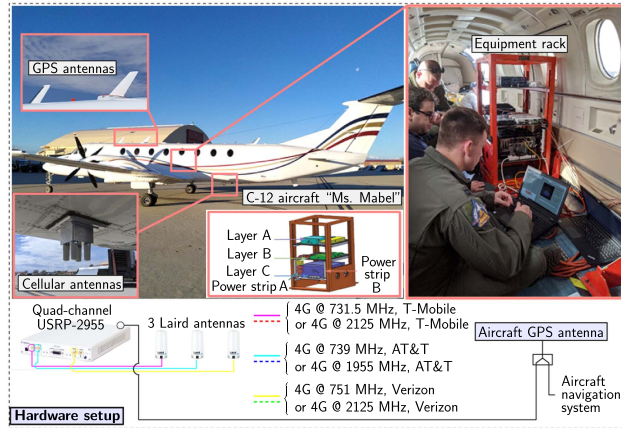 GPS antennas
Equipment rack
C-12 aircraft “Ms. Mabel”
Cellular antennas
Layer A
Layer B
Layer C
Power strip A
Power
strip
B
Quad-channel
USRP-2955
3 Laird antennas
4G @ 731.5 MHz, T-Mobile
or 4G @ 2125 MHz, T-Mobile
4G @ 739 MHz, AT&T
or 4G @ 1955 MHz, AT&T
4G @ 751 MHz, Verizon
or 4G @ 2125 MHz, Verizon
Aircraft GPS antenna
Aircraft
navigation
system
Hardware setup